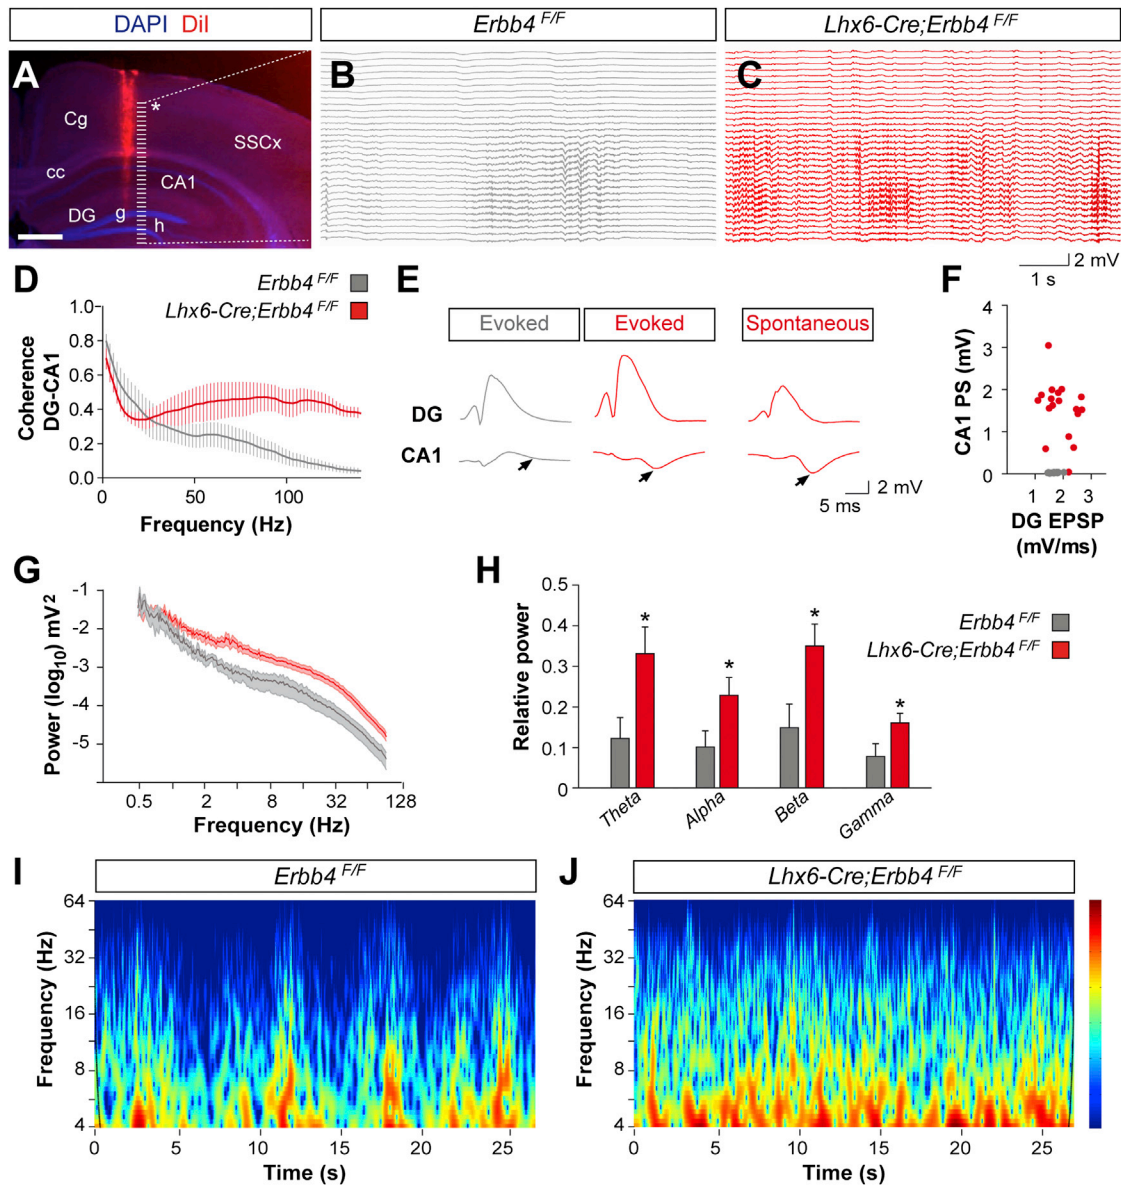 DAPI DiI
Erbb4 F/F
Lhx6-Cre;Erbb4 F/F
A
*
Cg
SSCx
cc
CA1
DG
g
h
B
C
2 mV
1 s
D
Erbb4 F/F
Lhx6-Cre;Erbb4 F/F
1.0
0.8
0.6
0.4
0.2
0.0
Coherence
DG-CA1
0 50 100
Frequency (Hz)
E
Evoked
Evoked
Spontaneous
DG
CA1
2 mV
5 ms
F
4
3
2
1
0
CA1 PS (mV)
1 2 3
DG EPSP
(mV/ms)
G
-1
-2
-3
-4
-5
Power (log10) mV2
0.5 2 8 32 128
Frequency (Hz)
H
0.5
0.4
0.3
0.2
0.1
0
Relative power
* * * *
Theta Alpha Beta Gamma
Erbb4 F/F
Lhx6-Cre;Erbb4 F/F
I
Erbb4 F/F
64
32
16
8
4
Frequency (Hz)
0 5 10 15 20 25
Time (s)
J
Lhx6-Cre;Erbb4 F/F
64
32
16
8
4
Frequency (Hz)
0 5 10 15 20 25
Time (s)